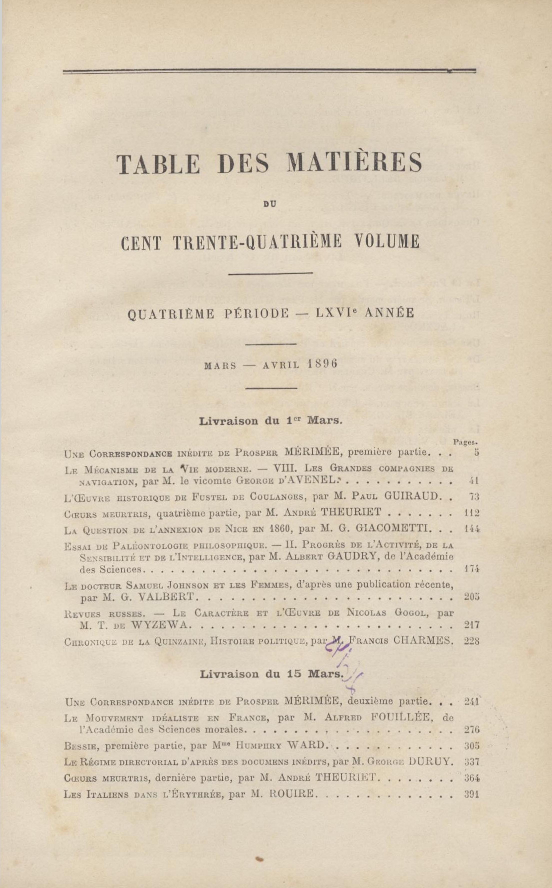 TABLE DES MATIÈRES
DU
CENT TRENTE-QUATRIÈME VOLUME
QUATRIÈME PÉRIODE — LXVIe ANNÉE
MARS — AVRIL 1896
Livraison du 1er Mars.
Pages.
Une Correspondance inédite de Prosper MÉRIMÉE, première partie. . . 5
Le Mécanisme de la Vie moderne. — VIII. Les Grandes compagnies de
navigation, par M. le vicomte George d'AVENEL. . . . . . . . . . . 41
L'Œuvre historique de Fustel de Coulanges, par M. Paul GUIRAUD. . 73
Cœurs meurtris, quatrième partie, par M. André THEURIET . . . . . . . 112
La Question de l'annexion de Nice en 1860, par M. G. GIACOMETTI. . . 144
Essai de Paléontologie philosophique. — II. Progrès de l'Activité, de la
Sensibilité et de l'Intelligence, par M. Albert GAUDRY, de l'Académie
des Sciences. . . . . . . . . . . . . . . . . . . . . . . . . . . . . . . 174
Le docteur Samuel Johnson et les Femmes, d'après une publication récente,
par M. G. VALBERT. . . . . . . . . . . . . . . . . . . . . . . . . . 205
Revues russes. — Le Caractère et l'Œuvre de Nicolas Gogol, par
M. T. de WYZEWA. . . . . . . . . . . . . . . . . . . . . . . . . . . 217
Chronique de la Quinzaine, Histoire politique, par M. Francis CHARMES. 228
Livraison du 15 Mars.
Une Correspondance inédite de Prosper MÉRIMÉE, deuxième partie. . . 241
Le Mouvement idéaliste en France, par M. Alfred FOUILLÉE, de
l'Académie des Sciences morales. . . . . . . . . . . . . . . . . . . . . 276
Bessie, première partie, par Mme Humphry WARD. . . . . . . . . . . . . 305
Le Régime directorial d'après des documens inédits, par M. George DURUY. 337
Cœurs meurtris, dernière partie, par M. André THEURIET. . . . . . . . 364
Les Italiens dans l'Érythrée, par M. ROUIRE. . . . . . . . . . . . . . 391